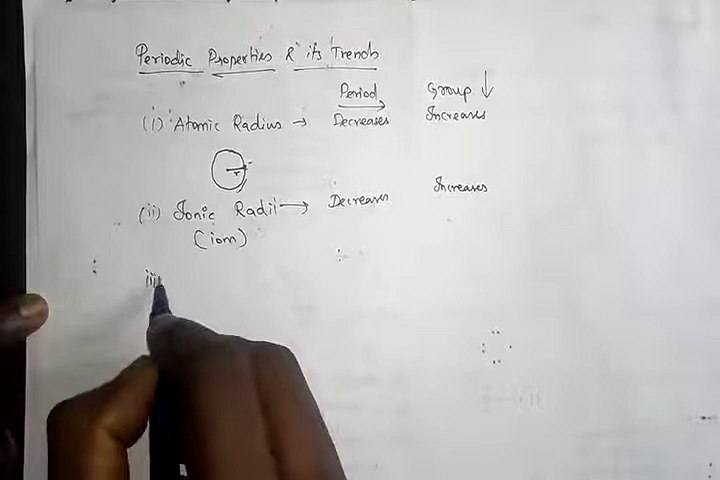 Periodic Properties & its Trends
Period → Group ↓
(i) Atomic Radius → Decreases Increases
r
(ii) Ionic Radii → Decreases Increases
(ion)
iii